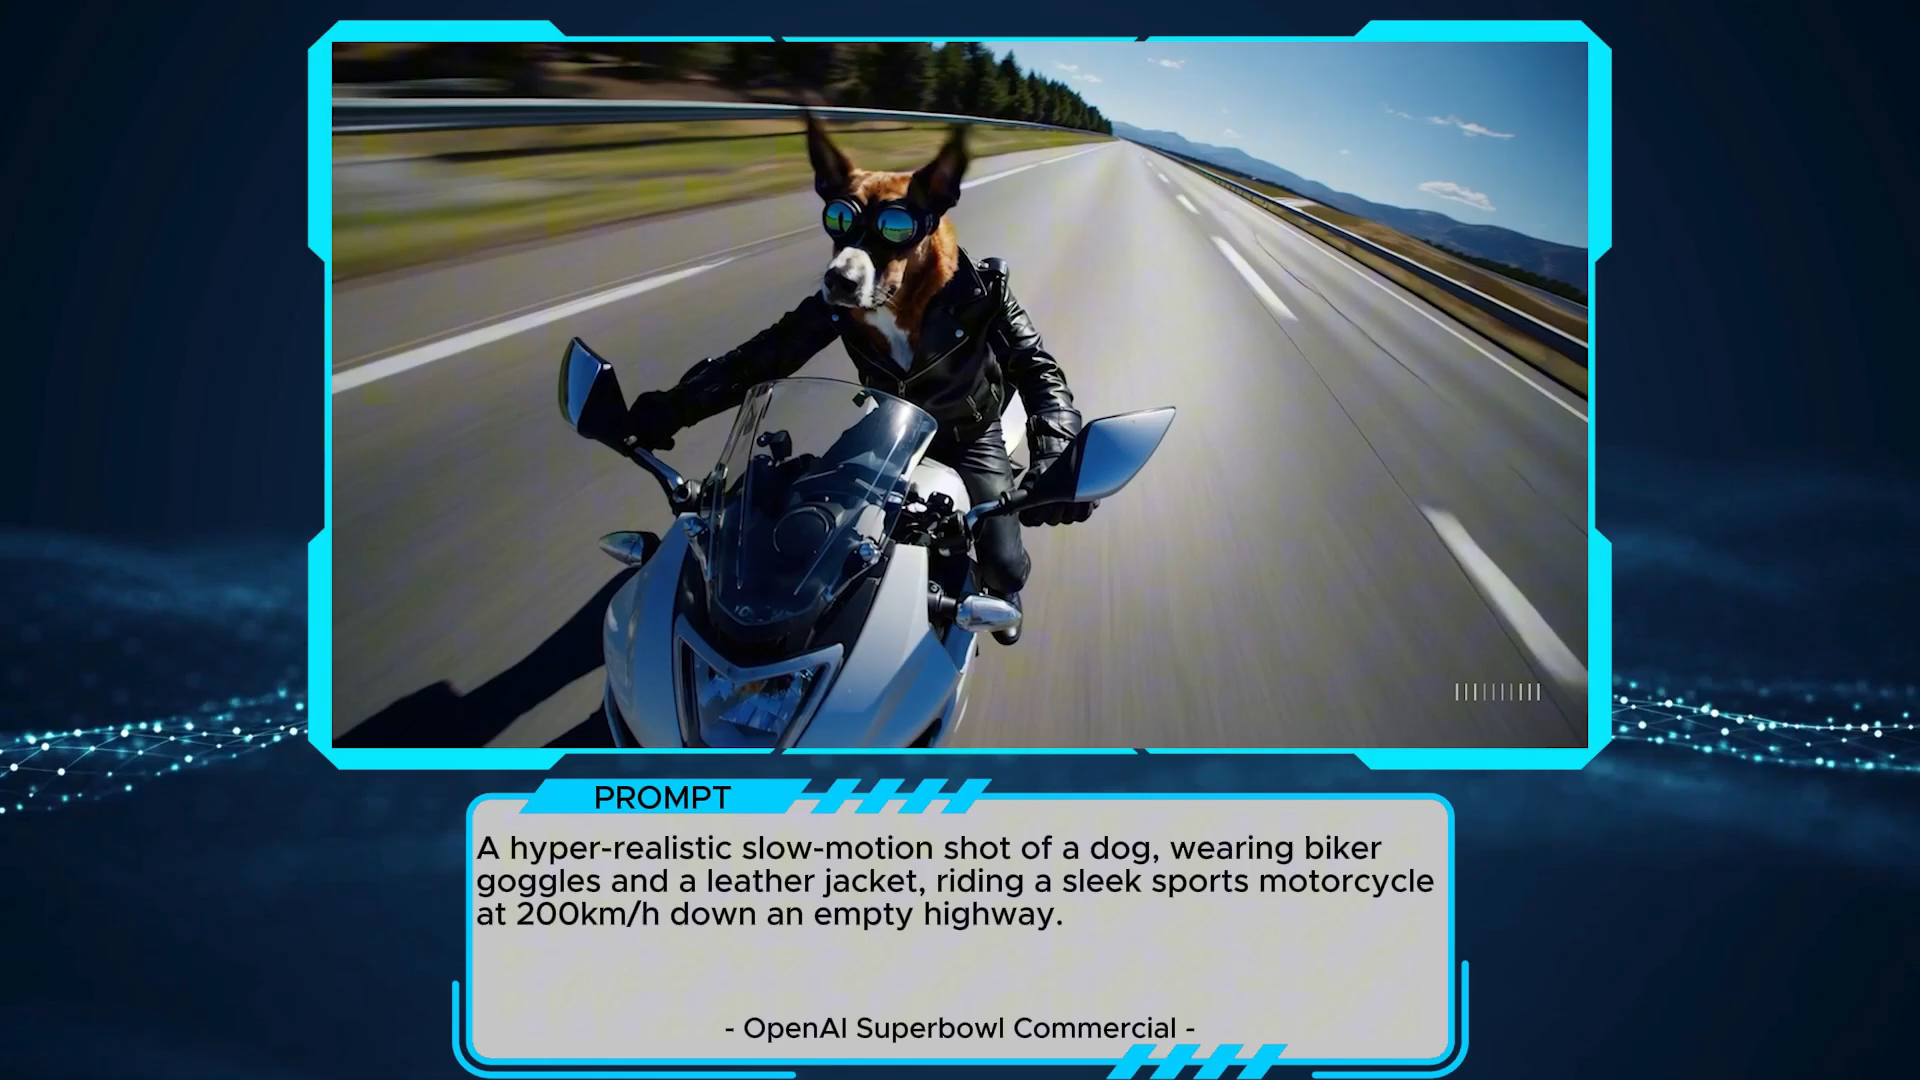 PROMPT
A hyper-realistic slow-motion shot of a dog, wearing biker
goggles and a leather jacket, riding a sleek sports motorcycle
at 200km/h down an empty highway.
- OpenAI Superbowl Commercial -